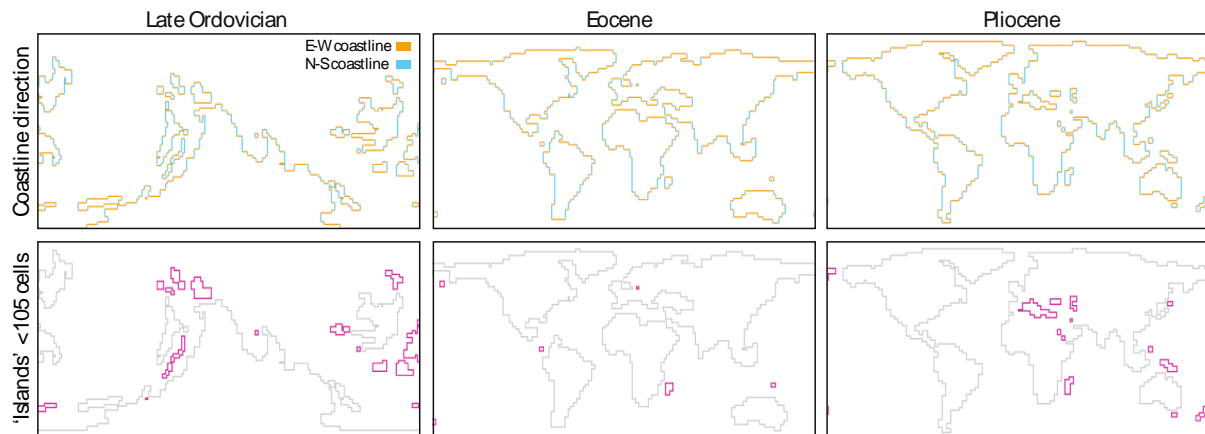 Late Ordovician
Eocene
Pliocene
Coastline direction
E-W coastline
N-S coastline
‘Islands’ <105 cells